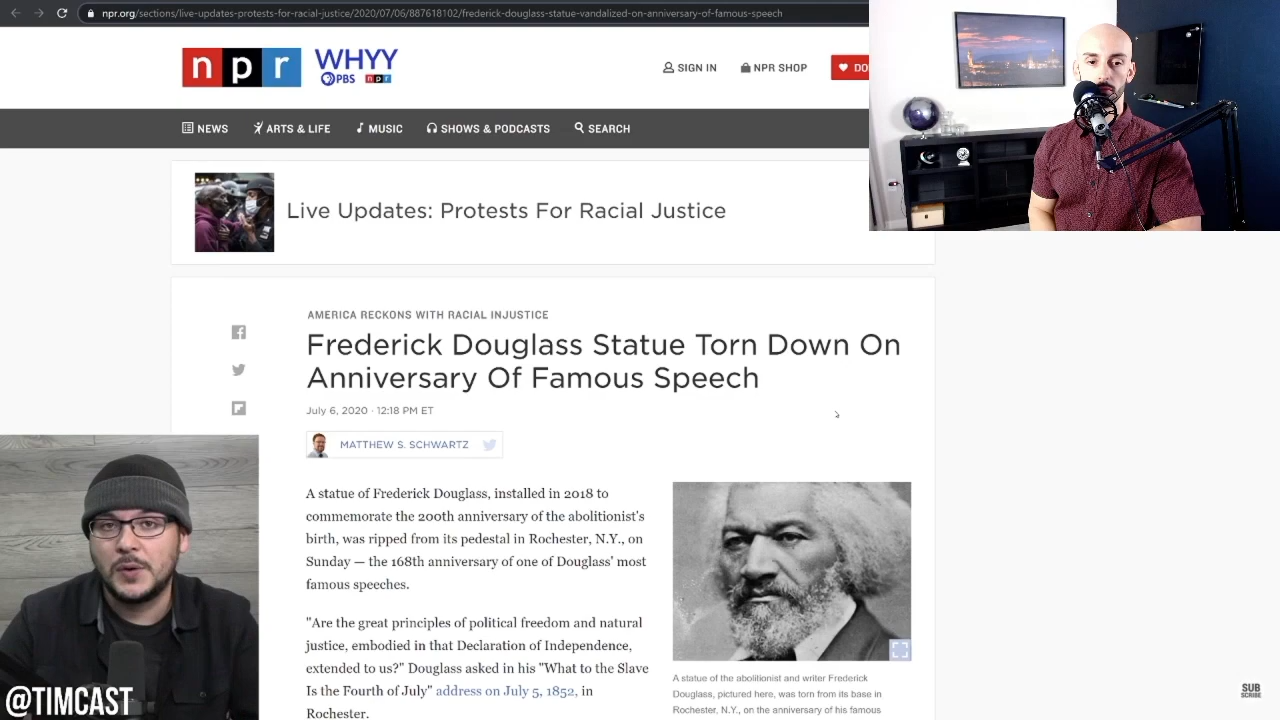 npr.org/sections/live-updates-protests-for-racial-justice/2020/07/06/887618102/frederick-douglass-statue-vandalized-on-anniversary-of-famous-speech
npr WHYY
PBS npr
SIGN IN NPR SHOP DO
NEWS ARTS & LIFE MUSIC SHOWS & PODCASTS SEARCH
Live Updates: Protests For Racial Justice
AMERICA RECKONS WITH RACIAL INJUSTICE
Frederick Douglass Statue Torn Down On
Anniversary Of Famous Speech
July 6, 2020 · 12:18 PM ET
MATTHEW S. SCHWARTZ
A statue of Frederick Douglass, installed in 2018 to
commemorate the 200th anniversary of the abolitionist's
birth, was ripped from its pedestal in Rochester, N.Y., on
Sunday — the 168th anniversary of one of Douglass' most
famous speeches.
"Are the great principles of political freedom and natural
justice, embodied in that Declaration of Independence,
extended to us?" Douglass asked in his "What to the Slave
Is the Fourth of July" address on July 5, 1852, in
Rochester.
A statue of the abolitionist and writer Frederick
Douglass, pictured here, was torn from its base in
Rochester, N.Y., on the anniversary of his famous
@TIMCAST
SUB
SCRIBE